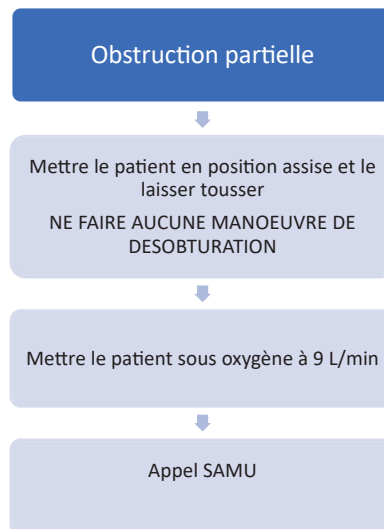 Obstruction partielle
Mettre le patient en position assise et le
laisser tousser
NE FAIRE AUCUNE MANOEUVRE DE
DESOBTURATION
Mettre le patient sous oxygène à 9 L/min
Appel SAMU